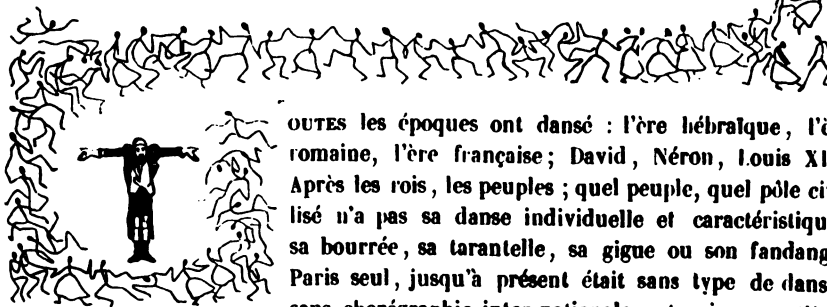 OUTES les époques ont dansé : l'ère hébraïque, l'è
romaine, l'ère française; David, Néron, Louis XI
Après les rois, les peuples; quel peuple, quel pôle ci
lisé n'a pas sa danse individuelle et caractéristiqu
sa bourrée, sa tarantelle, sa gigue ou son fandang
Paris seul, jusqu'à présent était sans type de dans